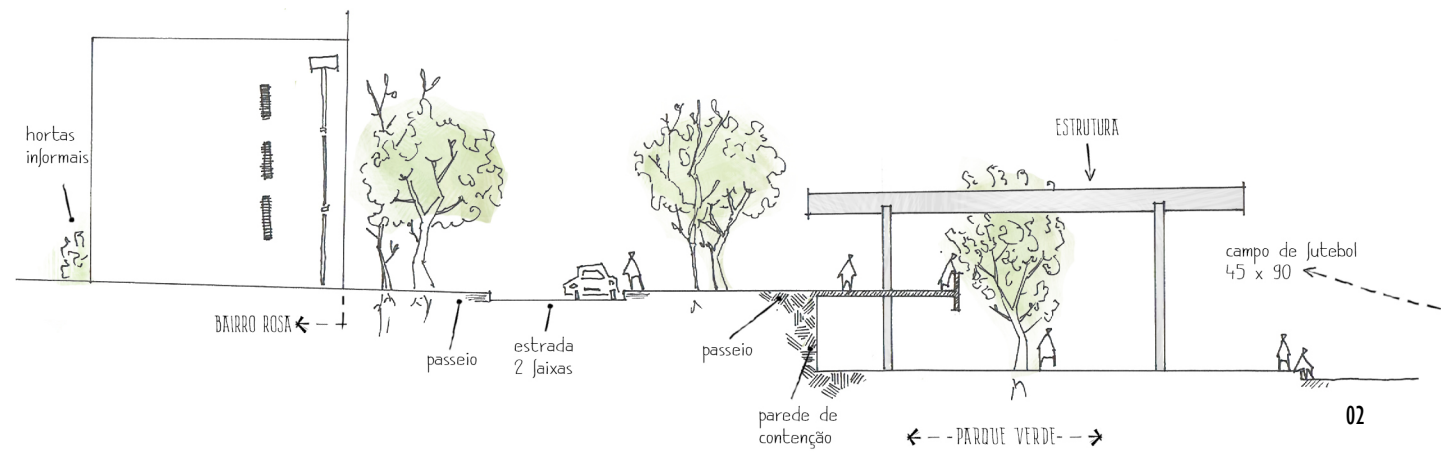 hortas
informais
BAIRRO ROSA
passeio
estrada
2 faixas
passeio
parede de
contenção
ESTRUTURA
PARQUE VERDE
campo de futebol
45 x 90
02